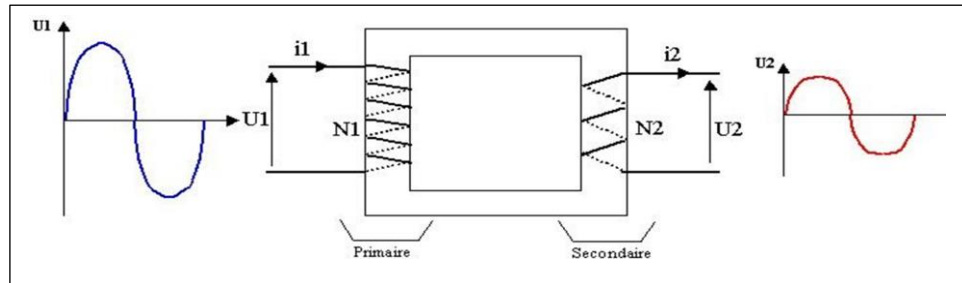 U1
i1
i2
U2
U1
N1
N2
U2
Primaire
Secondaire